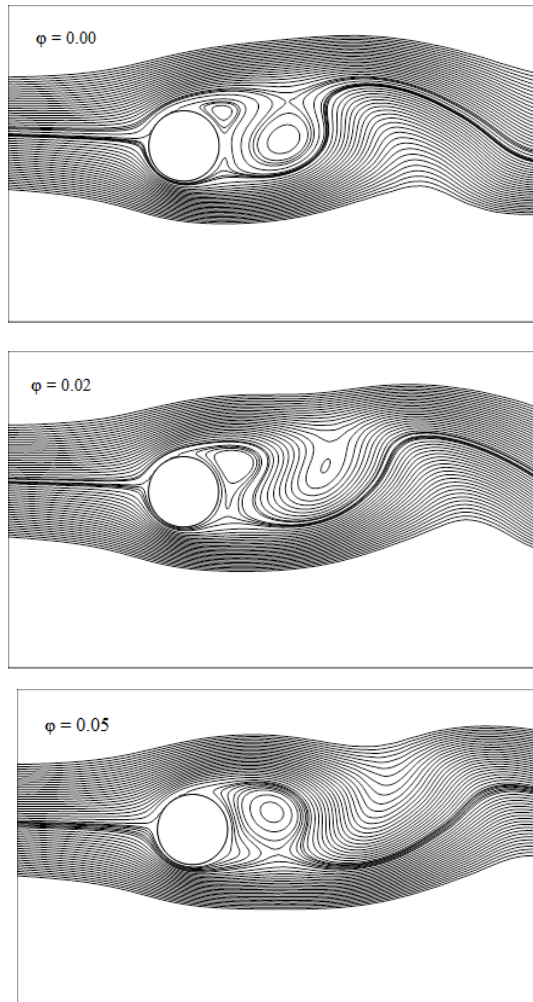 φ = 0.00
φ = 0.02
φ = 0.05